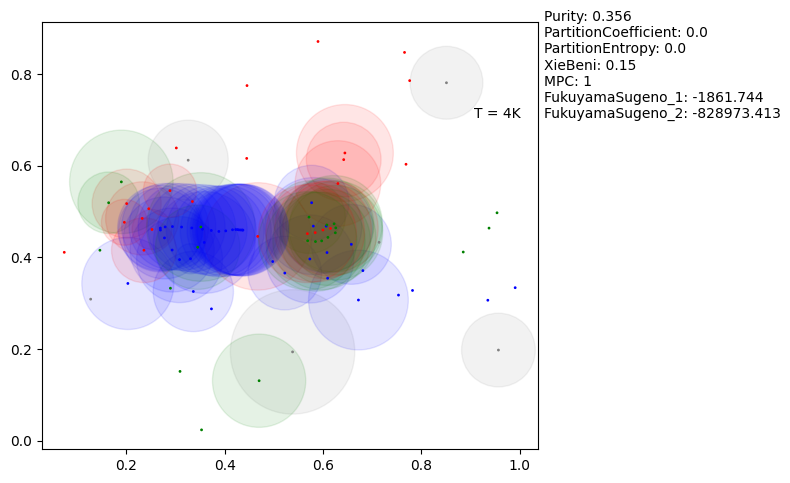 Purity: 0.356
PartitionCoefficient: 0.0
PartitionEntropy: 0.0
XieBeni: 0.15
MPC: 1
FukuyamaSugeno_1: -1861.744
FukuyamaSugeno_2: -828973.413
T = 4K
0.8
0.6
0.4
0.2
0.0
0.2 0.4 0.6 0.8 1.0